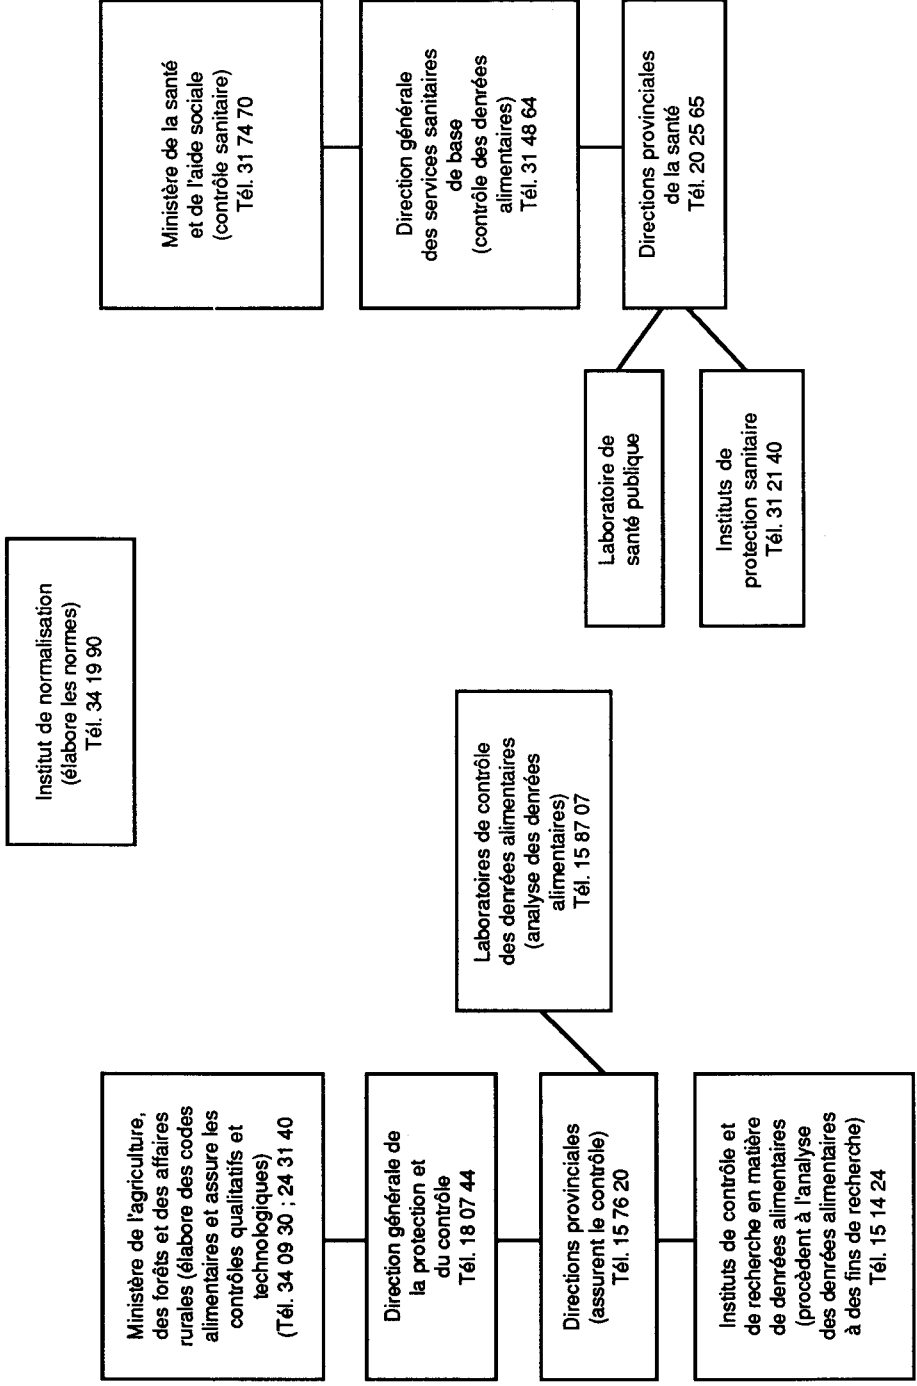 Institut de normalisation
(élabore les normes)
Tél. 34 19 90
Ministère de l'agriculture,
des forêts et des affaires
rurales (élabore des codes
alimentaires et assure les
contrôles qualitatifs et
technologiques)
(Tél. 34 09 30 ; 24 31 40
Direction générale de
la protection et
du contrôle
Tél. 18 07 44
Directions provinciales
(assurent le contrôle)
Tél. 15 76 20
Laboratoires de contrôle
des denrées alimentaires
(analyse des denrées
alimentaires)
Tél. 15 87 07
Instituts de contrôle et
de recherche en matière
de denrées alimentaires
(procèdent à l'analyse
des denrées alimentaires
à des fins de recherche)
Tél. 15 14 24
Ministère de la santé
et de l'aide sociale
(contrôle sanitaire)
Tél. 31 74 70
Direction générale
des services sanitaires
de base
(contrôle des denrées
alimentaires)
Tél. 31 48 64
Directions provinciales
de la santé
Tél. 20 25 65
Laboratoire de
santé publique
Instituts de
protection sanitaire
Tél. 31 21 40